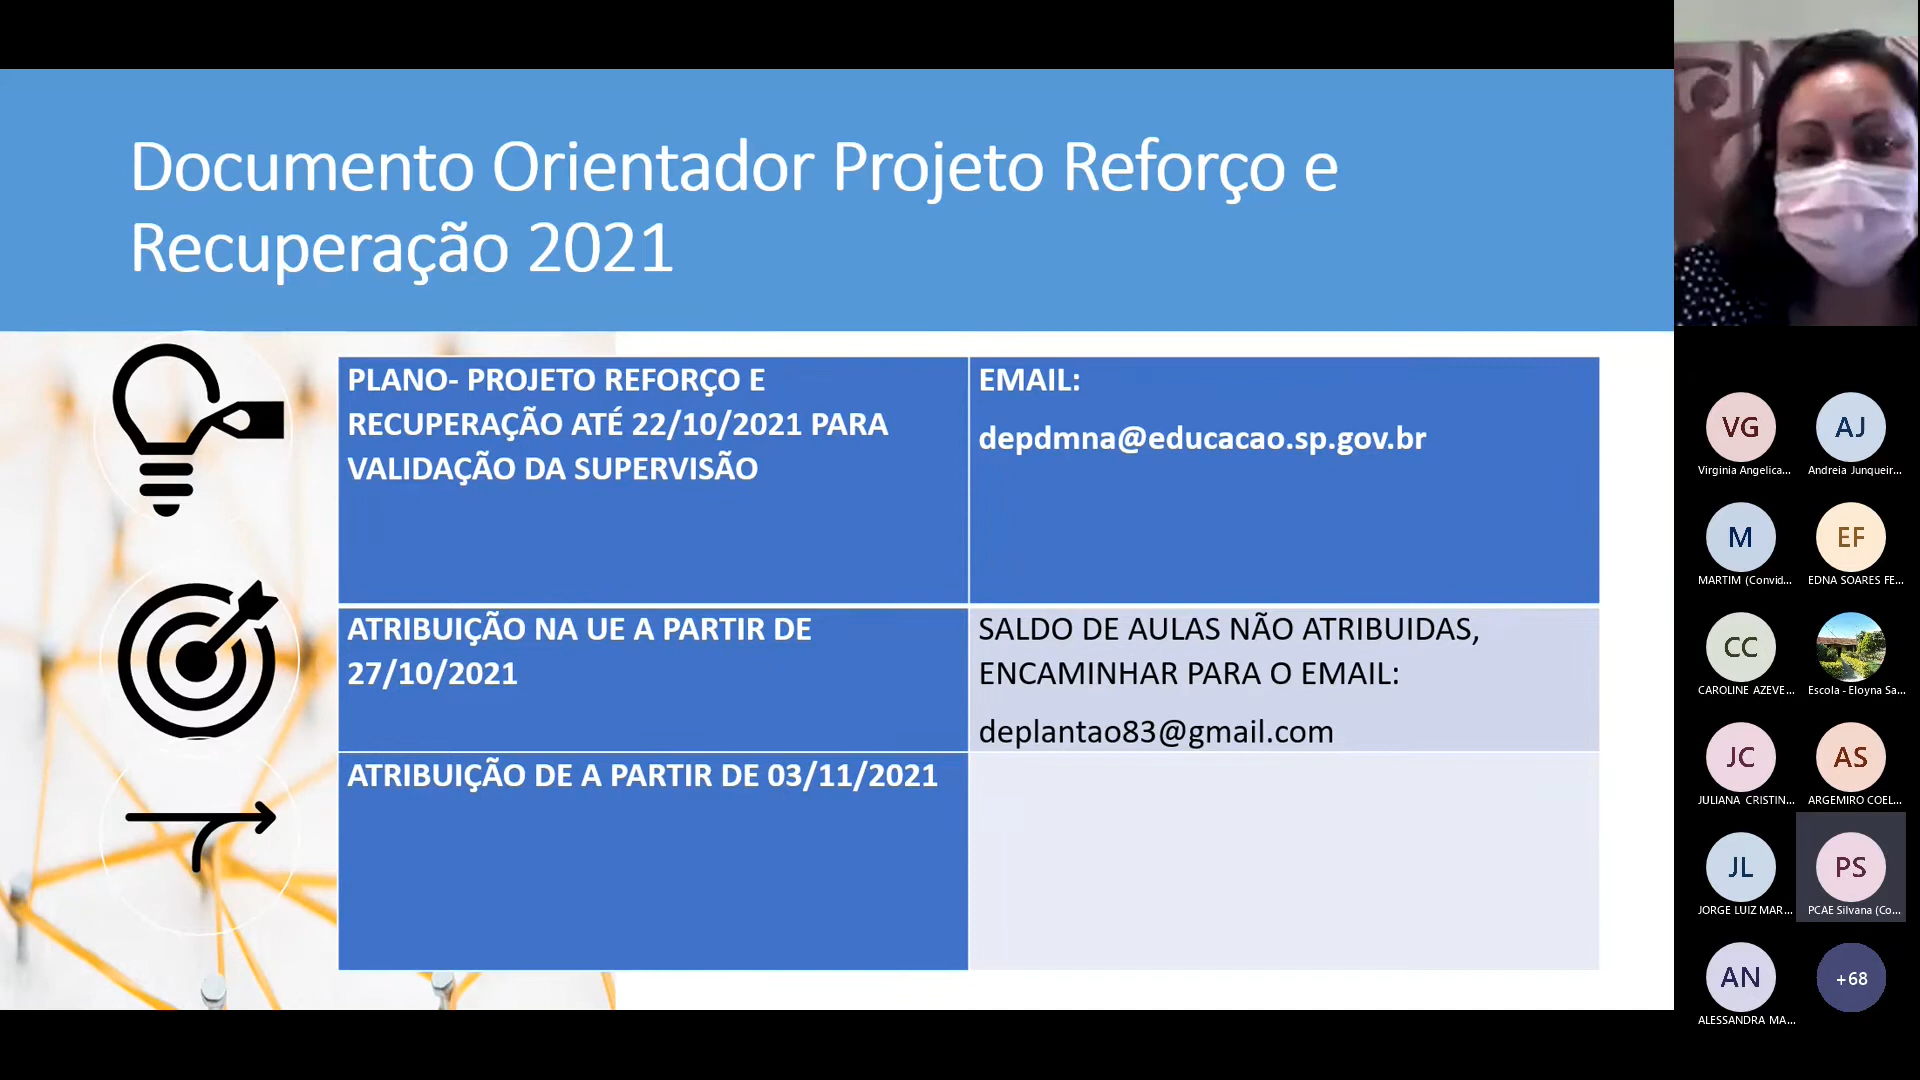 Documento Orientador Projeto Reforço e
Recuperação 2021
PLANO- PROJETO REFORÇO E
RECUPERAÇÃO ATÉ 22/10/2021 PARA
VALIDAÇÃO DA SUPERVISÃO
EMAIL:
depdmna@educacao.sp.gov.br
ATRIBUIÇÃO NA UE A PARTIR DE
27/10/2021
SALDO DE AULAS NÃO ATRIBUIDAS,
ENCAMINHAR PARA O EMAIL:
deplantao83@gmail.com
ATRIBUIÇÃO DE A PARTIR DE 03/11/2021
VG
Virginia Angelica...
AJ
Andreia Junqueir...
M
MARTIM (Convid...
EF
EDNA SOARES FE...
CC
CAROLINE AZEVE...
Escola - Eloyna Sa...
JC
JULIANA CRISTIN...
AS
ARGEMIRO COEL...
JL
JORGE LUIZ MAR...
PS
PCAE Silvana (Co...
AN
ALESSANDRA MA...
+68